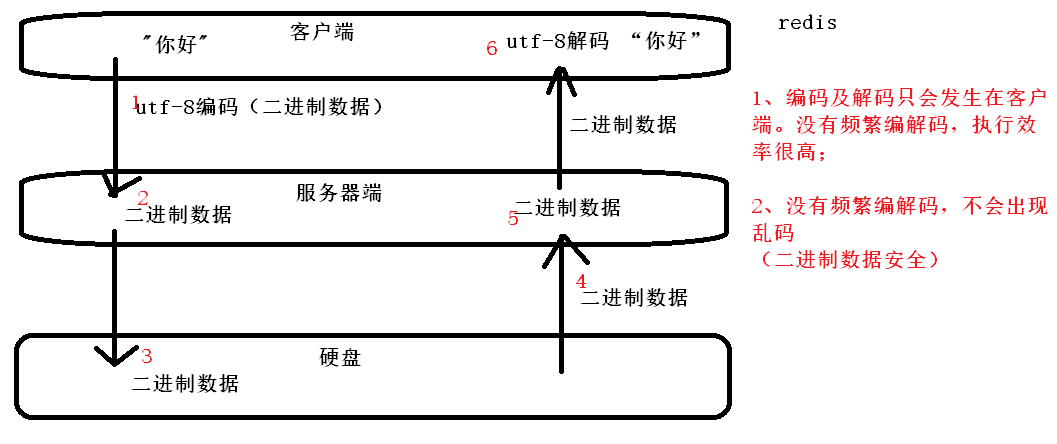 客户端
redis
"你好"
6
utf-8解码 “你好”
1
utf-8编码（二进制数据）
二进制数据
1、编码及解码只会发生在客户
端。没有频繁编解码，执行效
率很高；
服务器端
2
二进制数据
5
二进制数据
2、没有频繁编解码，不会出现
乱码
（二进制数据安全）
4
二进制数据
3
硬盘
二进制数据